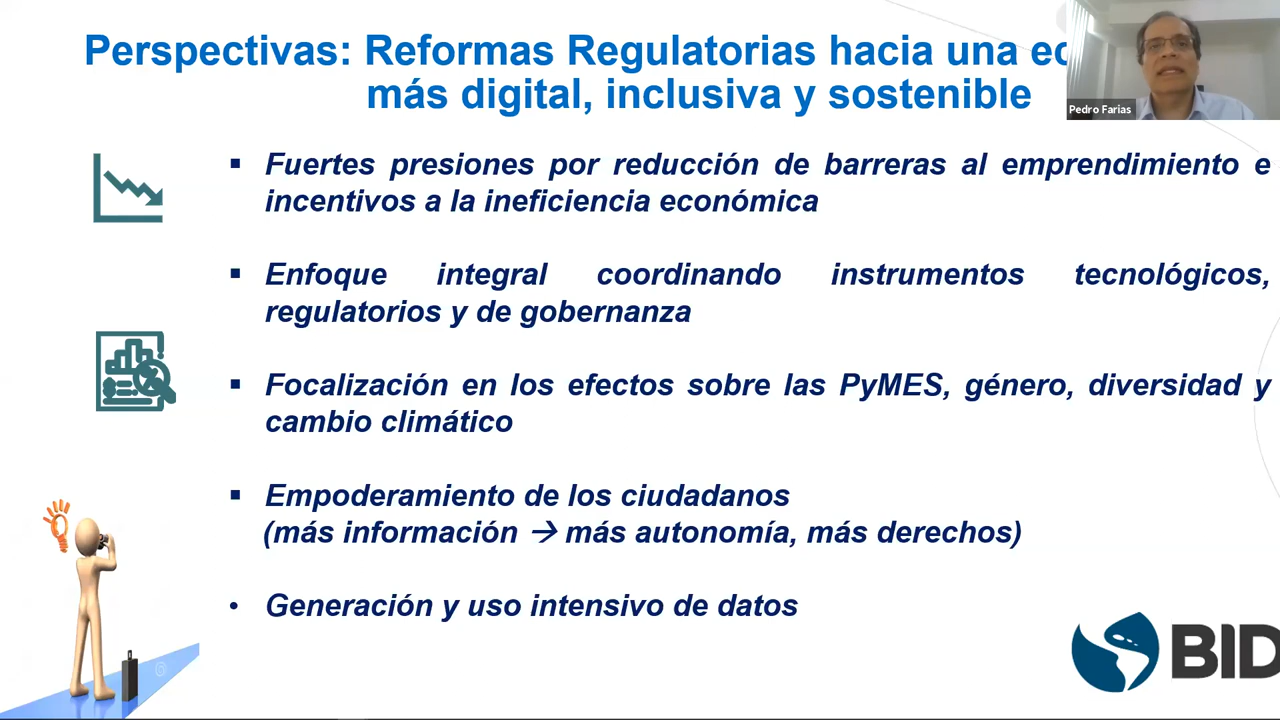 Perspectivas: Reformas Regulatorias hacia una
más digital, inclusiva y sostenible
Pedro Farias
▪ Fuertes presiones por reducción de barreras al emprendimiento e
incentivos a la ineficiencia económica
▪ Enfoque integral coordinando instrumentos tecnológicos,
regulatorios y de gobernanza
▪ Focalización en los efectos sobre las PyMES, género, diversidad y
cambio climático
▪ Empoderamiento de los ciudadanos
(más información → más autonomía, más derechos)
• Generación y uso intensivo de datos
BID